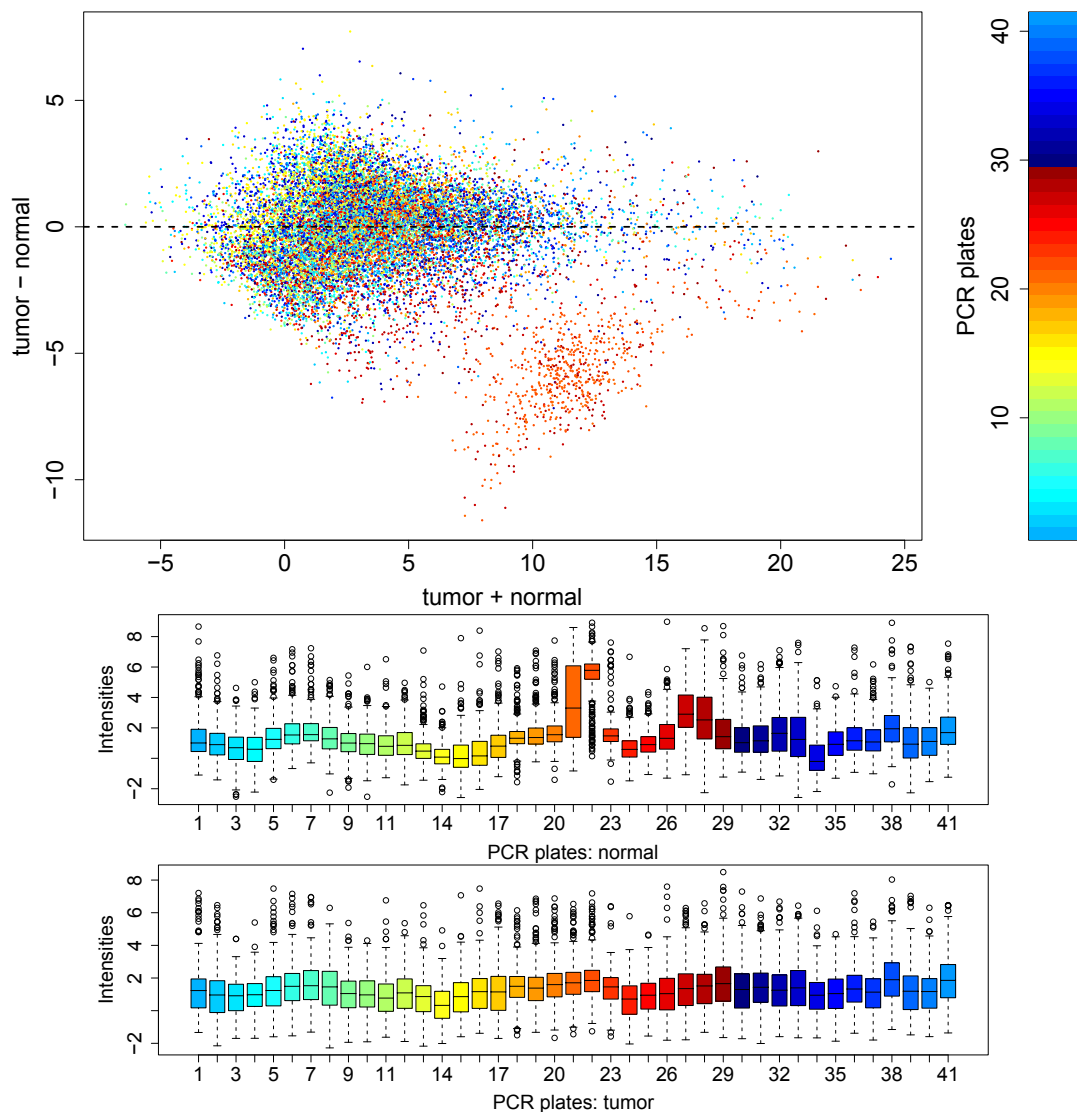 5
0
−5
−10
tumor − normal
−5 0 5 10 15 20 25
tumor + normal
40
30
20
10
PCR plates
8
6
4
2
−2
Intensities
1 3 5 7 9 11 14 17 20 23 26 29 32 35 38 41
PCR plates: normal
8
6
4
2
−2
Intensities
1 3 5 7 9 11 14 17 20 23 26 29 32 35 38 41
PCR plates: tumor